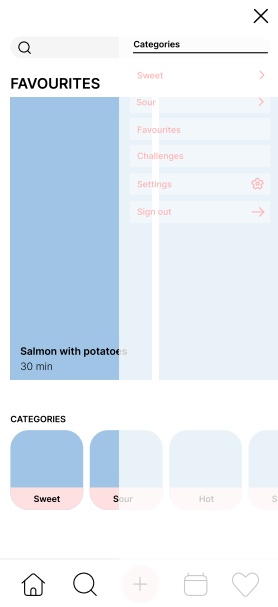 Categories
FAVOURITES
Sweet
Sour
Favourites
Challenges
Settings
Sign out
Salmon with potatoes
30 min
CATEGORIES
Sweet
Sour
Hot
S